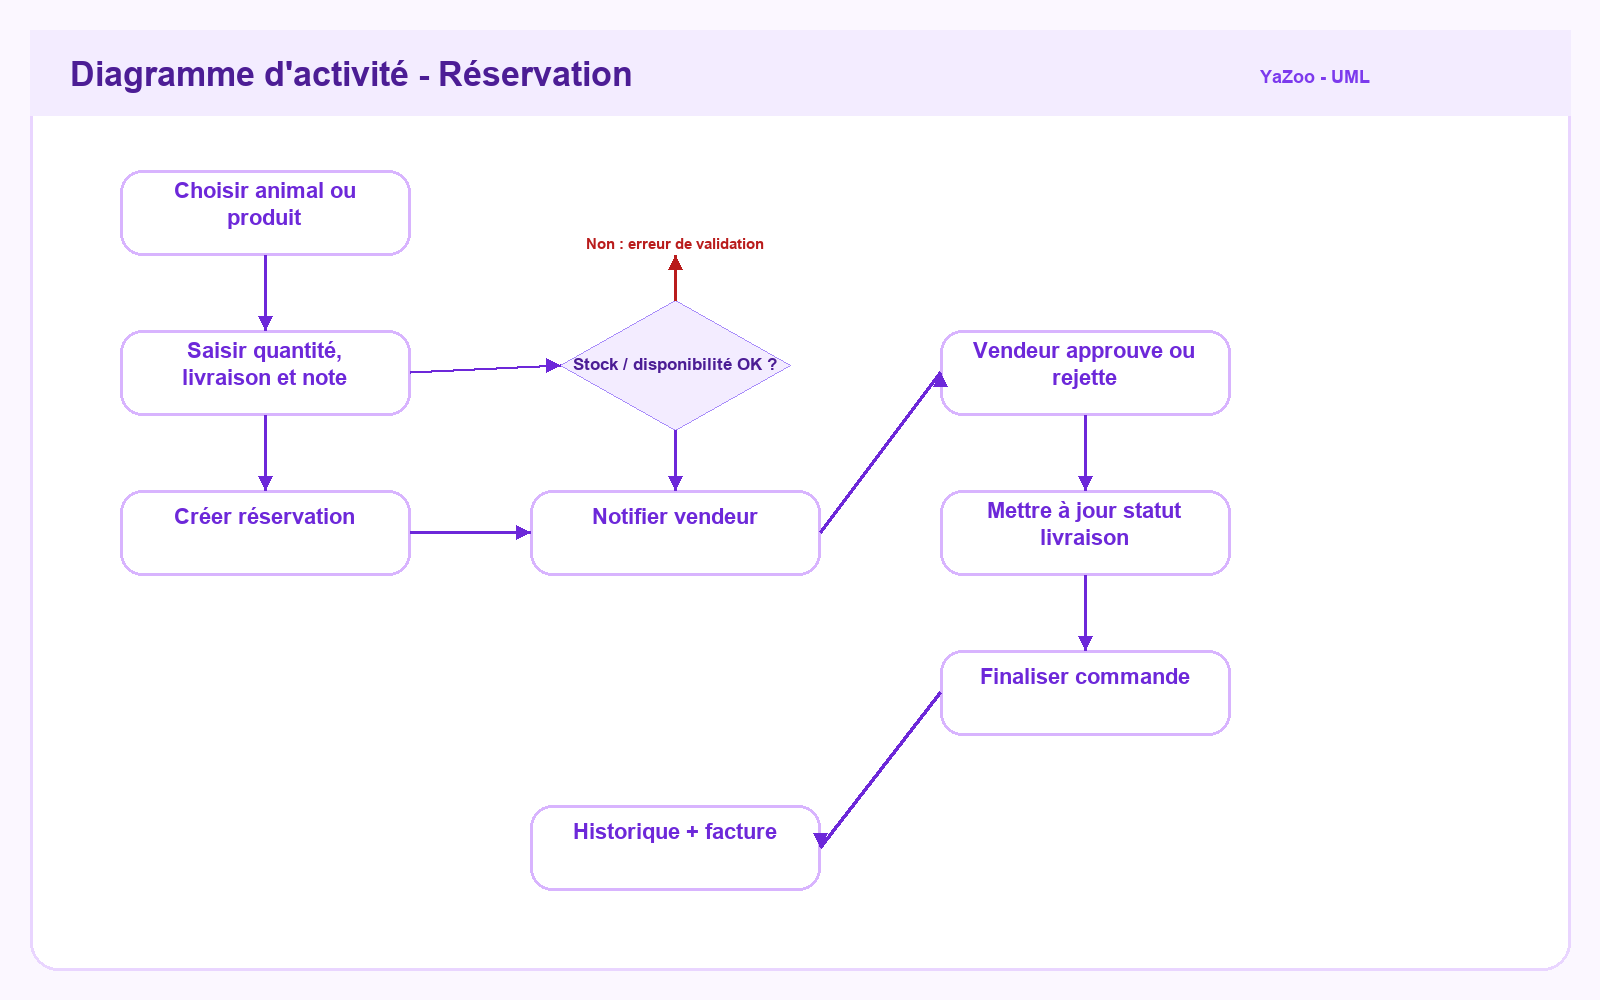 Diagramme d'activité - Réservation
YaZoo - UML
Choisir animal ou
produit
Non : erreur de validation
Saisir quantité,
livraison et note
Stock / disponibilité OK ?
Vendeur approuve ou
rejette
Créer réservation
Notifier vendeur
Mettre à jour statut
livraison
Finaliser commande
Historique + facture